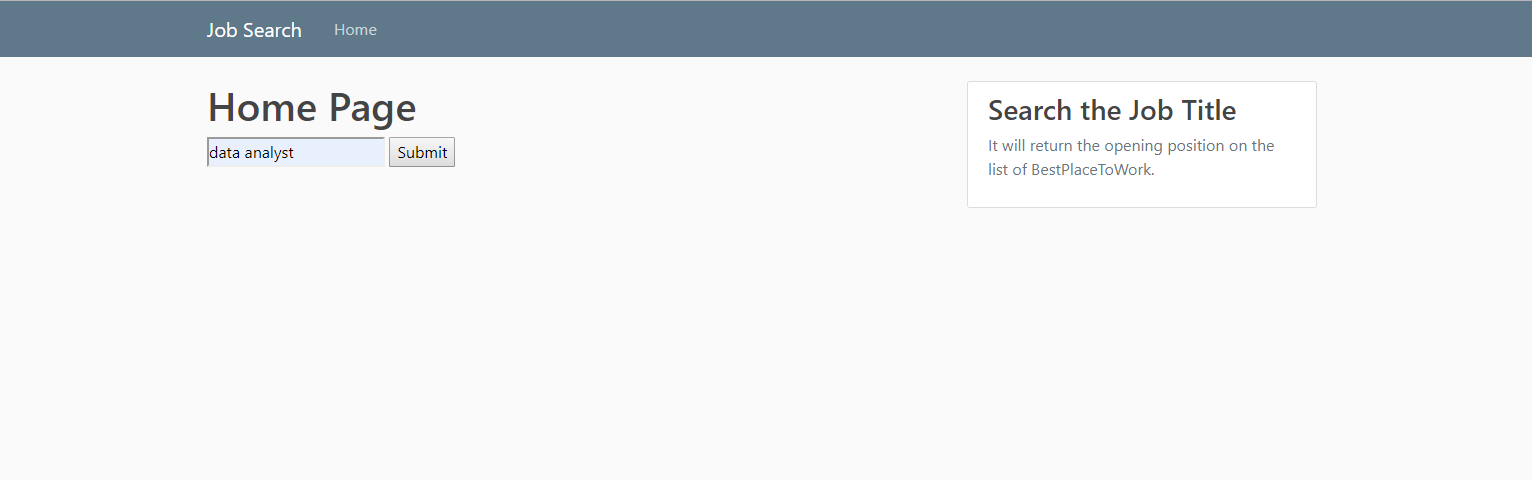 Job Search Home
Home Page
data analyst Submit
Search the Job Title
It will return the opening position on the
list of BestPlaceToWork.